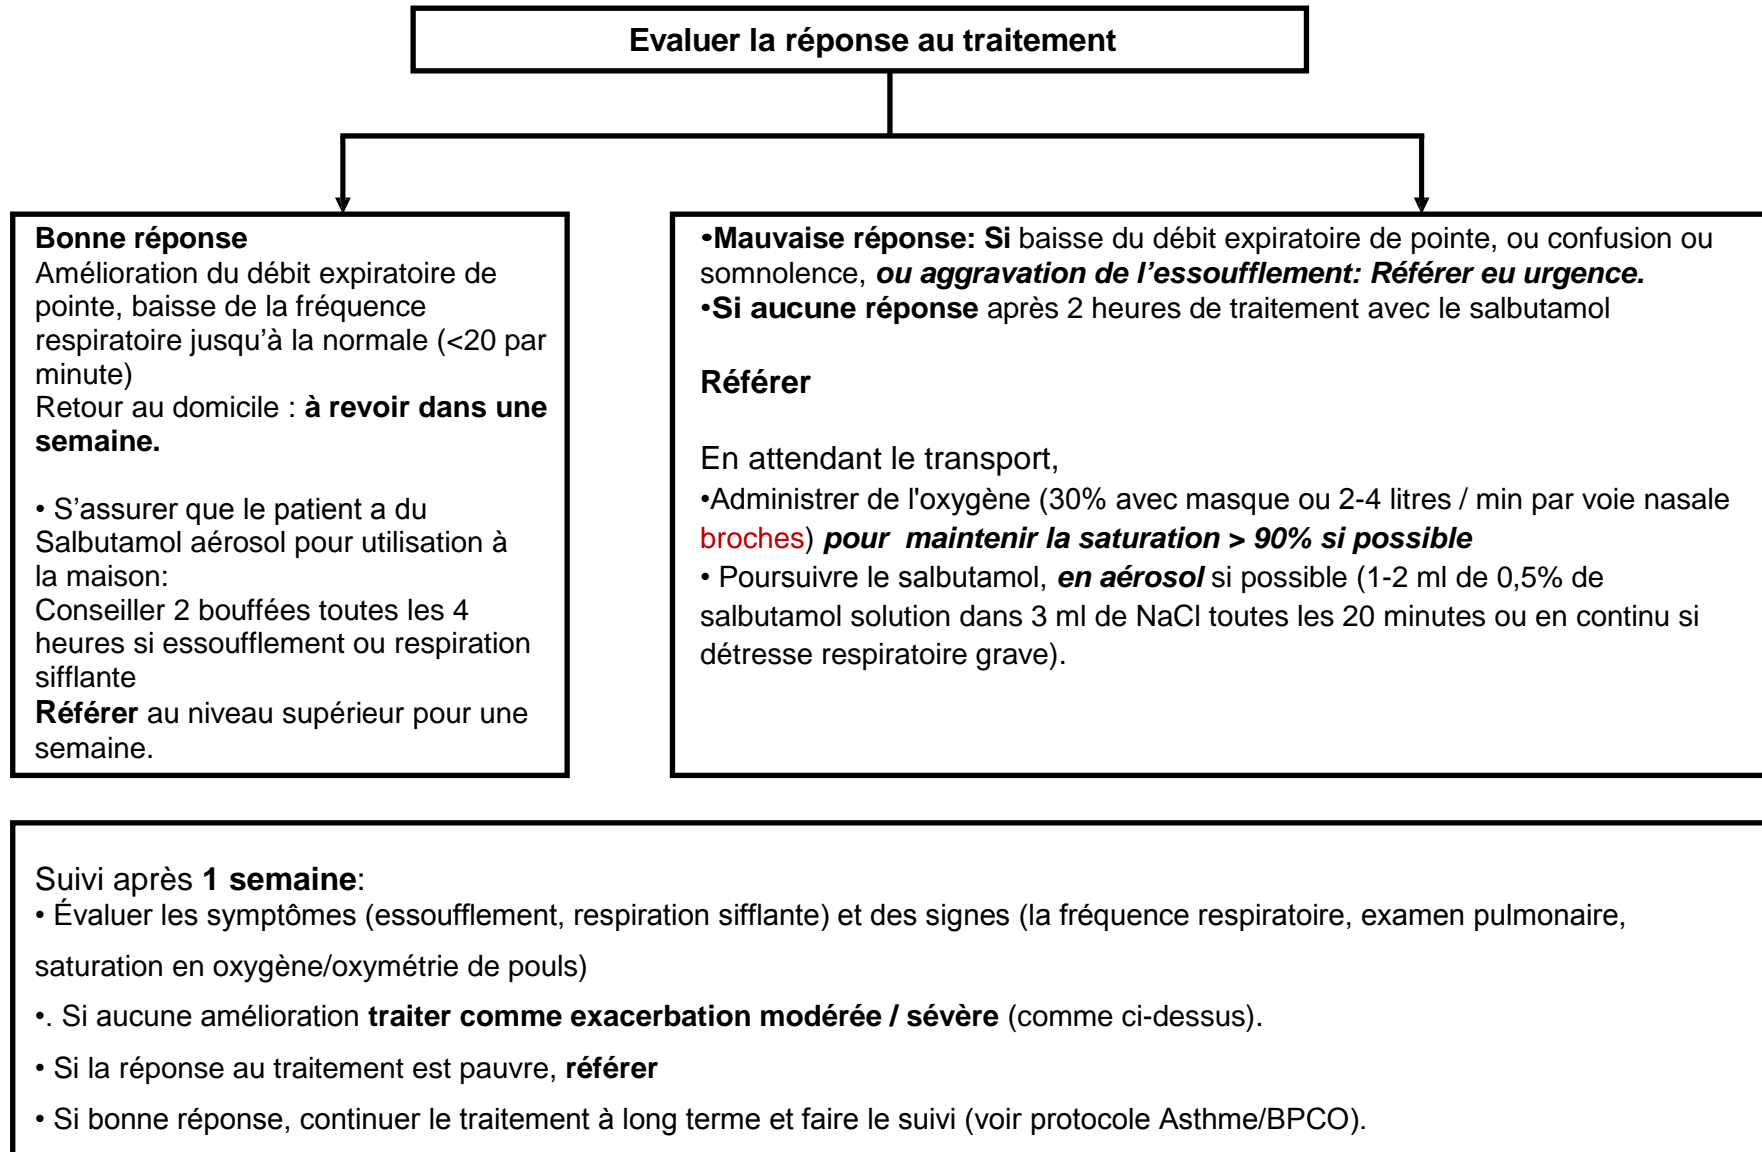 Evaluer la réponse au traitement
Bonne réponse
Amélioration du débit expiratoire de
pointe, baisse de la fréquence
respiratoire jusqu'à la normale (<20 par
minute)
Retour au domicile : à revoir dans une
semaine.
• S'assurer que le patient a du
Salbutamol aérosol pour utilisation à
la maison:
Conseiller 2 bouffées toutes les 4
heures si essoufflement ou respiration
sifflante
Référer au niveau supérieur pour une
semaine.
•Mauvaise réponse: Si baisse du débit expiratoire de pointe, ou confusion ou
somnolence, ou aggravation de l'essoufflement: Référer eu urgence.
•Si aucune réponse après 2 heures de traitement avec le salbutamol
Référer
En attendant le transport,
•Administrer de l'oxygène (30% avec masque ou 2-4 litres / min par voie nasale
broches) pour maintenir la saturation > 90% si possible
• Poursuivre le salbutamol, en aérosol si possible (1-2 ml de 0,5% de
salbutamol solution dans 3 ml de NaCl toutes les 20 minutes ou en continu si
détresse respiratoire grave).
Suivi après 1 semaine:
• Évaluer les symptômes (essoufflement, respiration sifflante) et des signes (la fréquence respiratoire, examen pulmonaire,
saturation en oxygène/oxymétrie de pouls)
•. Si aucune amélioration traiter comme exacerbation modérée / sévère (comme ci-dessus).
• Si la réponse au traitement est pauvre, référer
• Si bonne réponse, continuer le traitement à long terme et faire le suivi (voir protocole Asthme/BPCO).